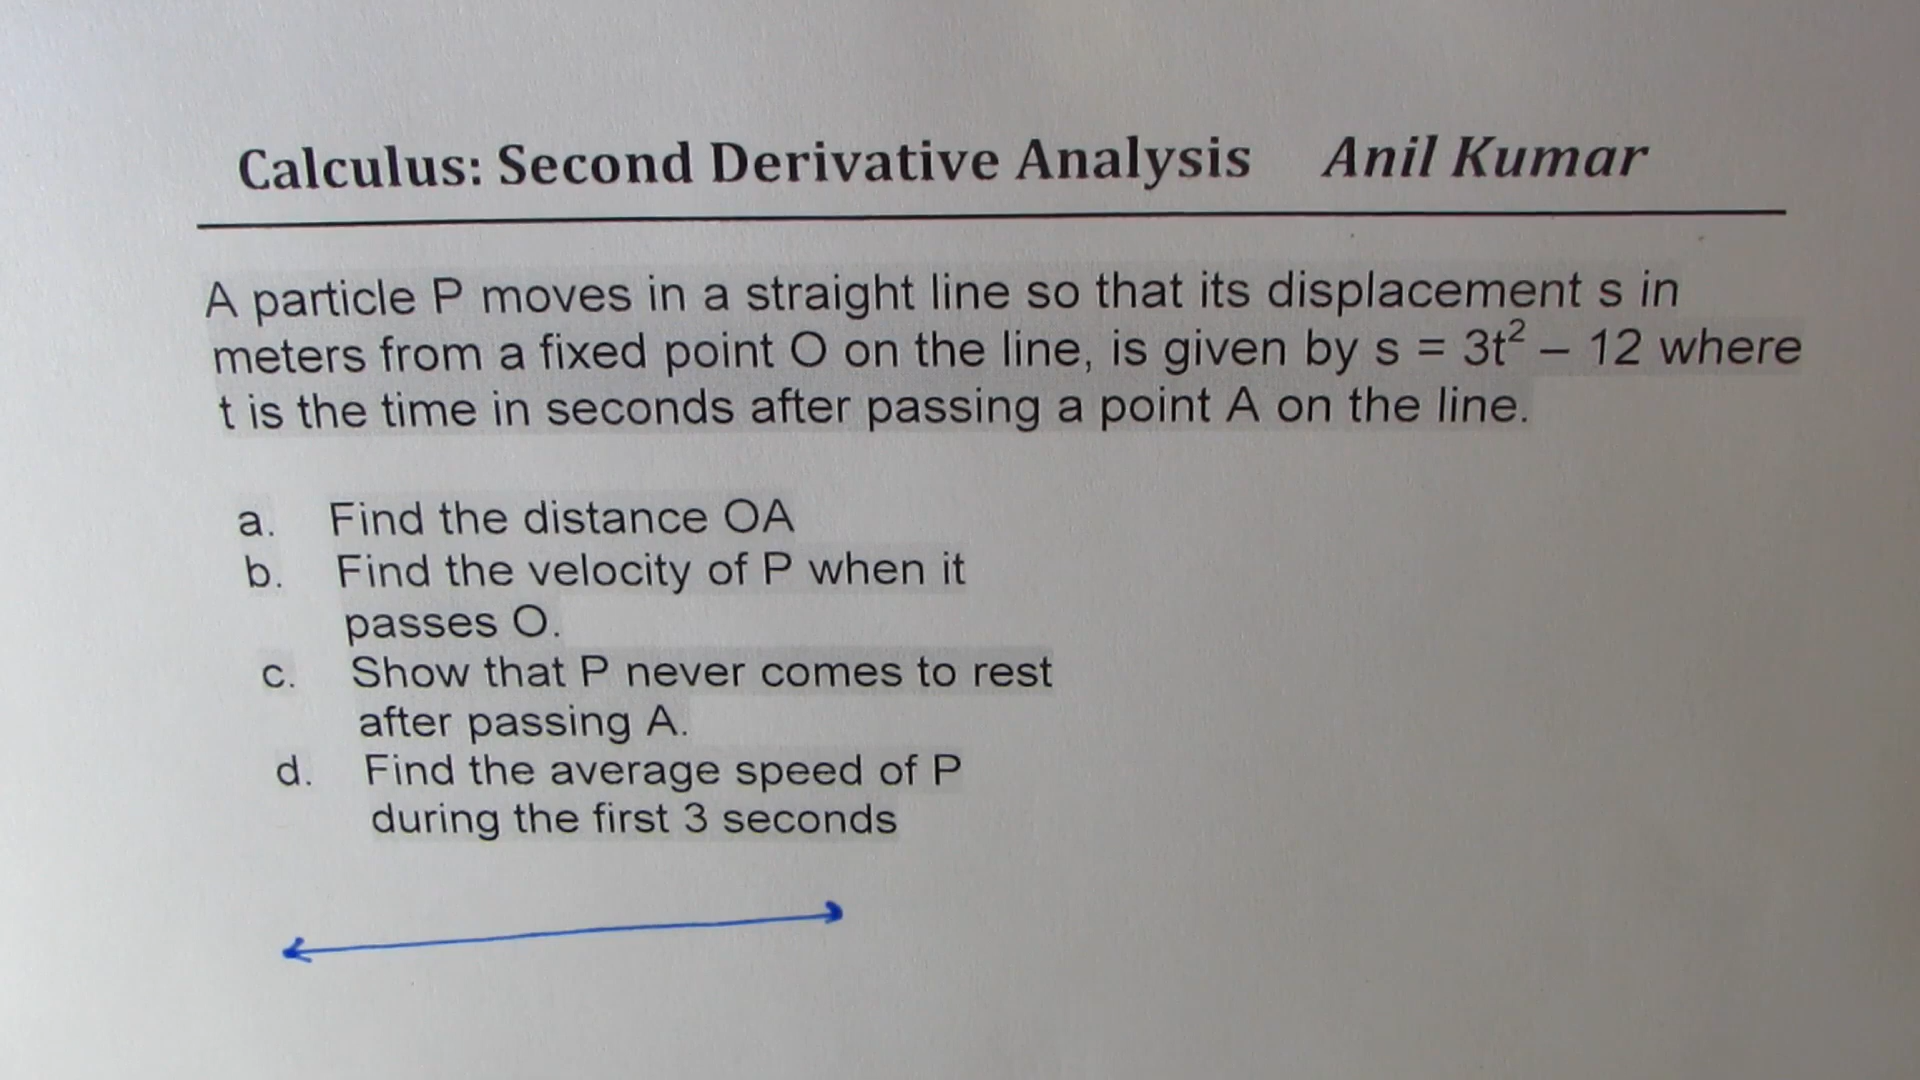 Calculus: Second Derivative Analysis Anil Kumar
A particle P moves in a straight line so that its displacement s in
meters from a fixed point O on the line, is given by s = 3t² – 12 where
t is the time in seconds after passing a point A on the line.
a. Find the distance OA
b. Find the velocity of P when it
passes O.
c. Show that P never comes to rest
after passing A.
d. Find the average speed of P
during the first 3 seconds